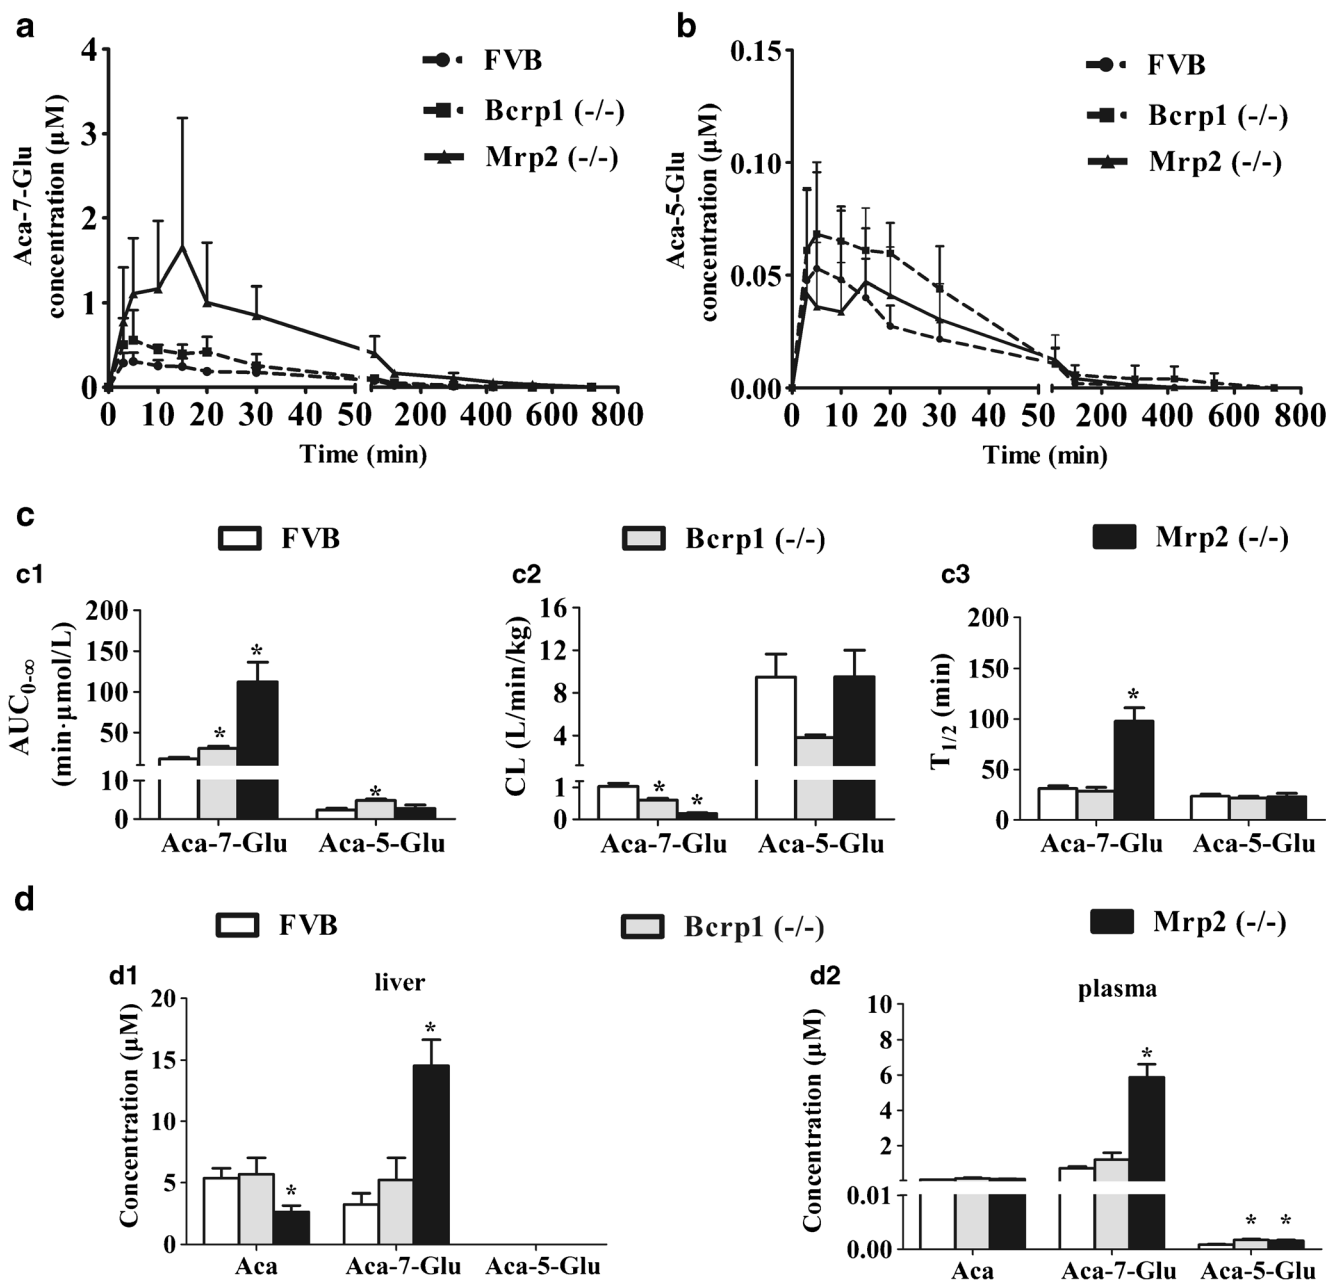 a
4
3
2
1
0
Aca-7-Glu
concentration (µM)
FVB
Bcrp1 (-/-)
Mrp2 (-/-)
0 10 20 30 40 50 200 400 600 800
Time (min)
b
0.15
0.10
0.05
0.00
Aca-5-Glu
concentration (µM)
FVB
Bcrp1 (-/-)
Mrp2 (-/-)
0 10 20 30 40 50 200 400 600 800
Time (min)
c
FVB Bcrp1 (-/-) Mrp2 (-/-)
c1
200
150
100
50
10
0
AUC0-∞
(min·µmol/L)
* * *
Aca-7-Glu Aca-5-Glu
c2
16
12
8
4
1
0
CL (L/min/kg)
* *
Aca-7-Glu Aca-5-Glu
c3
200
150
100
50
0
T1/2 (min)
*
Aca-7-Glu Aca-5-Glu
d
FVB Bcrp1 (-/-) Mrp2 (-/-)
d1
liver
20
15
10
5
0
Concentration (µM)
* *
Aca Aca-7-Glu Aca-5-Glu
d2
plasma
10
8
6
4
2
0.01
0.00
Concentration (µM)
* * *
Aca Aca-7-Glu Aca-5-Glu